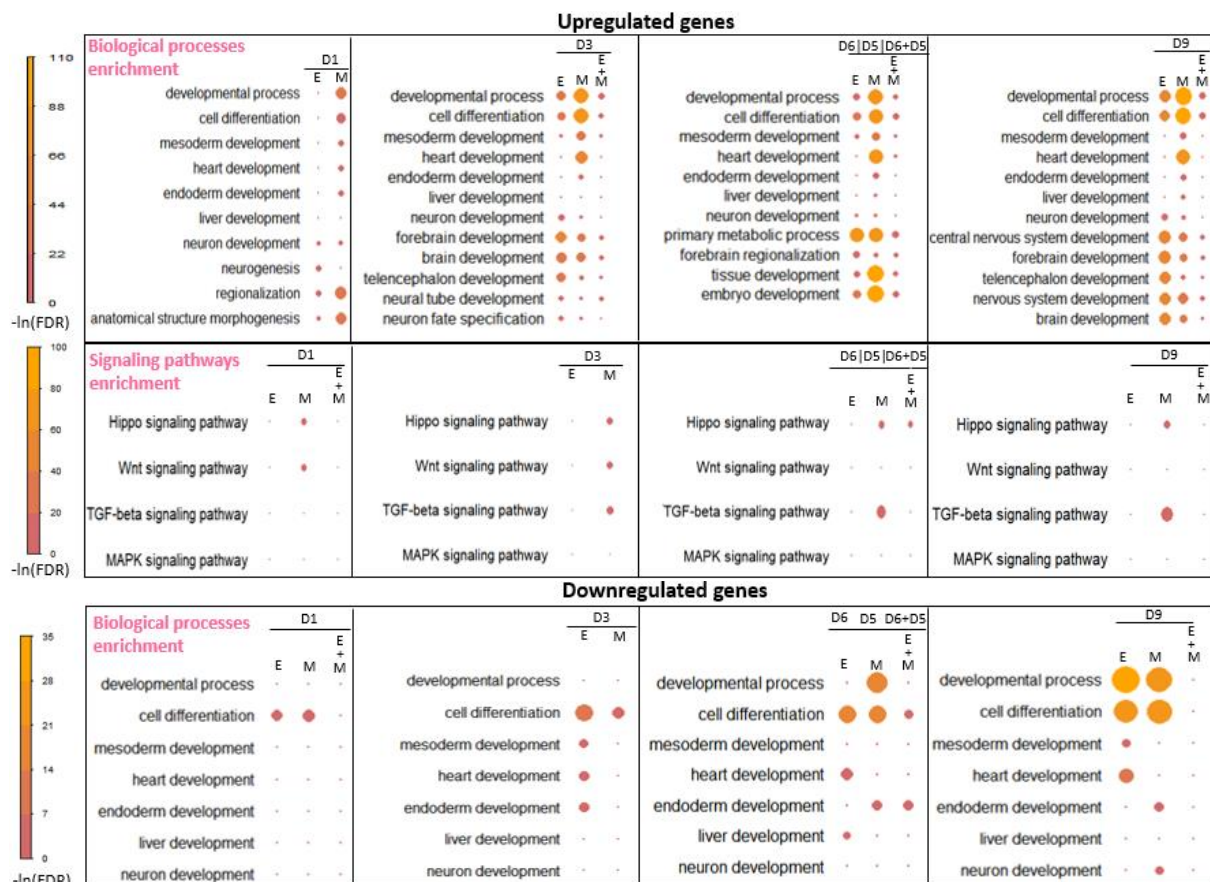 Upregulated genes
Biological processes
enrichment
110
88
66
44
22
0
-ln(FDR)
D1
E M
developmental process
cell differentiation
mesoderm development
heart development
endoderm development
liver development
neuron development
neurogenesis
regionalization
anatomical structure morphogenesis
D3
E M E+M
developmental process
cell differentiation
mesoderm development
heart development
endoderm development
liver development
neuron development
forebrain development
brain development
telencephalon development
neural tube development
neuron fate specification
D6|D5|D6+D5
E M E+M
developmental process
cell differentiation
mesoderm development
heart development
endoderm development
liver development
neuron development
primary metabolic process
forebrain regionalization
tissue development
embryo development
D9
E M E+M
developmental process
cell differentiation
mesoderm development
heart development
endoderm development
liver development
neuron development
central nervous system development
forebrain development
telencephalon development
nervous system development
brain development
100
80
60
40
20
0
-ln(FDR)
Signaling pathways
enrichment
D1
E M E+M
Hippo signaling pathway
Wnt signaling pathway
TGF-beta signaling pathway
MAPK signaling pathway
D3
E M
Hippo signaling pathway
Wnt signaling pathway
TGF-beta signaling pathway
MAPK signaling pathway
D6|D5|D6+D5
E M E+M
Hippo signaling pathway
Wnt signaling pathway
TGF-beta signaling pathway
MAPK signaling pathway
D9
E M E+M
Hippo signaling pathway
Wnt signaling pathway
TGF-beta signaling pathway
MAPK signaling pathway
Downregulated genes
35
28
21
14
7
0
-ln(FDR)
Biological processes
enrichment
D1
E M E+M
developmental process
cell differentiation
mesoderm development
heart development
endoderm development
liver development
neuron development
D3
E M
developmental process
cell differentiation
mesoderm development
heart development
endoderm development
liver development
neuron development
D6 D5 D6+D5
E M E+M
developmental process
cell differentiation
mesoderm development
heart development
endoderm development
liver development
neuron development
D9
E M E+M
developmental process
cell differentiation
mesoderm development
heart development
endoderm development
liver development
neuron development